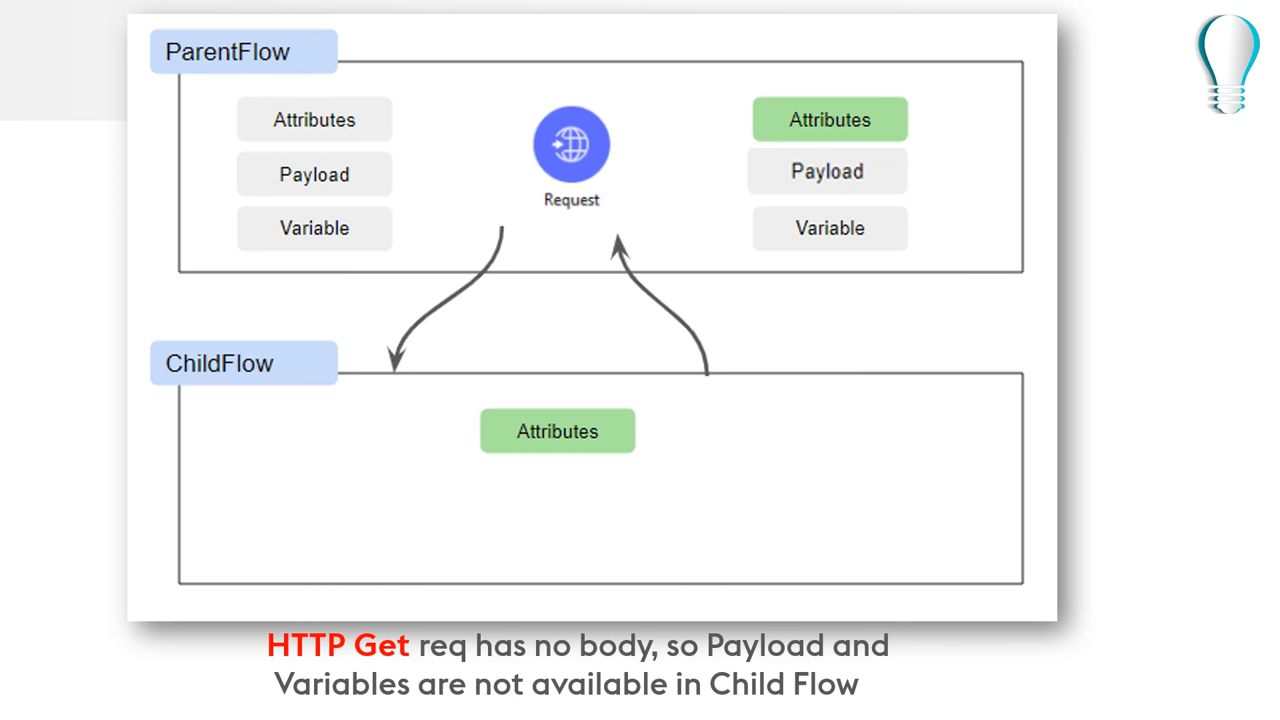 ParentFlow
Attributes
Payload
Variable
Request
Attributes
Payload
Variable
ChildFlow
Attributes
HTTP Get req has no body, so Payload and
Variables are not available in Child Flow